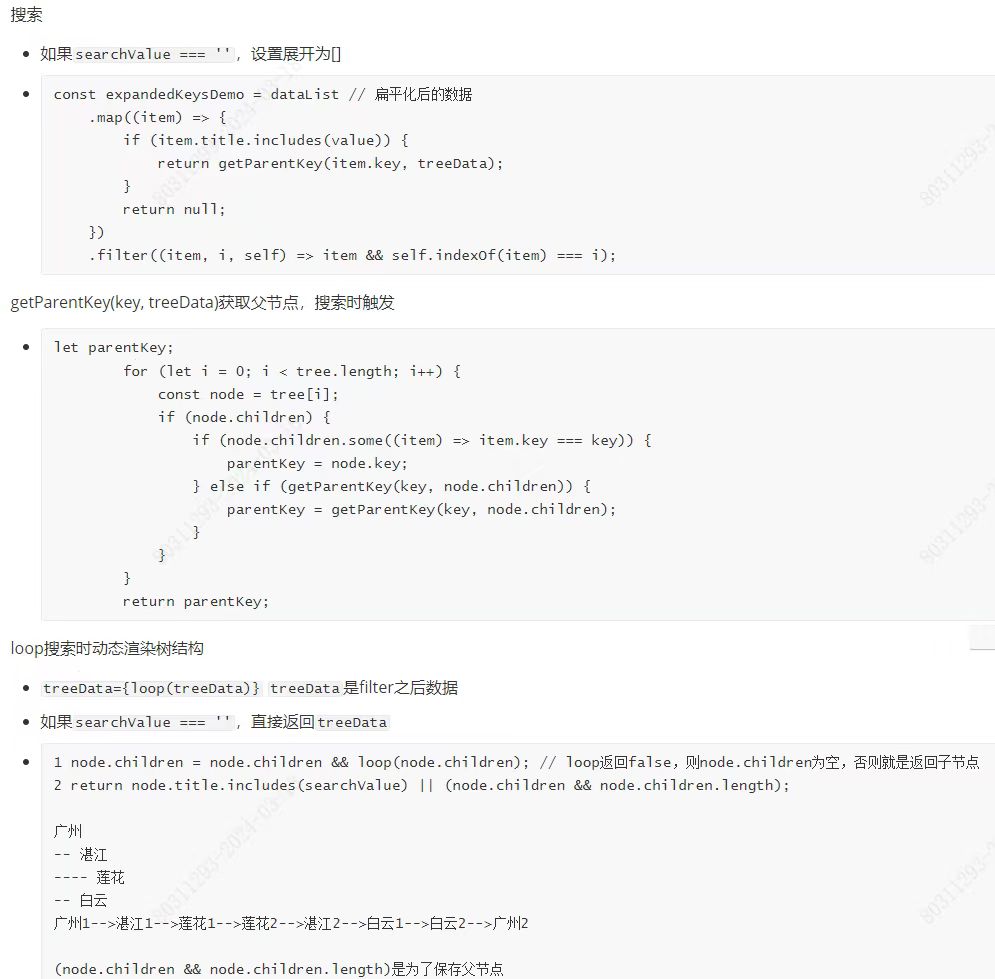 搜索
如果searchValue === ''，设置展开为[]
const expandedKeysDemo = dataList // 扁平化后的数据
    .map((item) => {
        if (item.title.includes(value)) {
            return getParentKey(item.key, treeData);
        }
        return null;
    })
    .filter((item, i, self) => item && self.indexOf(item) === i);
getParentKey(key, treeData)获取父节点，搜索时触发
let parentKey;
        for (let i = 0; i < tree.length; i++) {
            const node = tree[i];
            if (node.children) {
                if (node.children.some((item) => item.key === key)) {
                    parentKey = node.key;
                } else if (getParentKey(key, node.children)) {
                    parentKey = getParentKey(key, node.children);
                }
            }
        }
        return parentKey;
loop搜索时动态渲染树结构
treeData={loop(treeData)} treeData是filter之后数据
如果searchValue === ''，直接返回treeData
1 node.children = node.children && loop(node.children); // loop返回false，则node.children为空，否则就是返回子节点
2 return node.title.includes(searchValue) || (node.children && node.children.length);
广州
-- 湛江
---- 莲花
-- 白云
广州1-->湛江1-->莲花1-->莲花2-->湛江2-->白云1-->白云2-->广州2
(node.children && node.children.length)是为了保存父节点